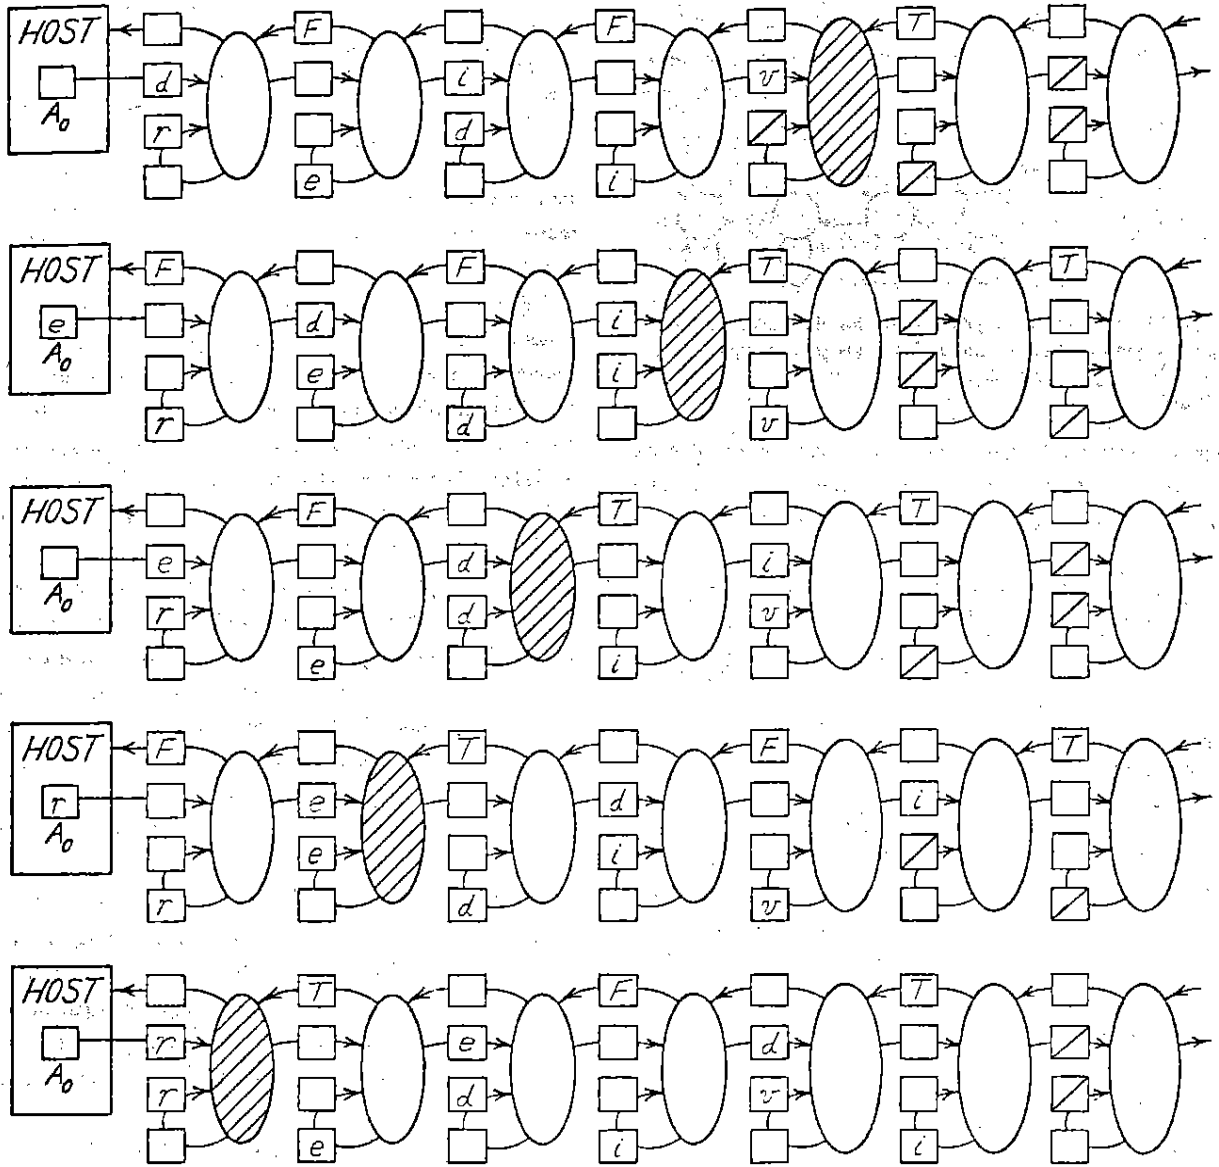 HOST F F T
A₀ d i v
r d
e i
HOST F F T T
e d i
A₀ e i
r d v
HOST F T T
e d i
A₀ r d v
e i
HOST F T F T
r e d i
A₀ e i
r d v
HOST T F T
r e d
A₀ r d v
e i i